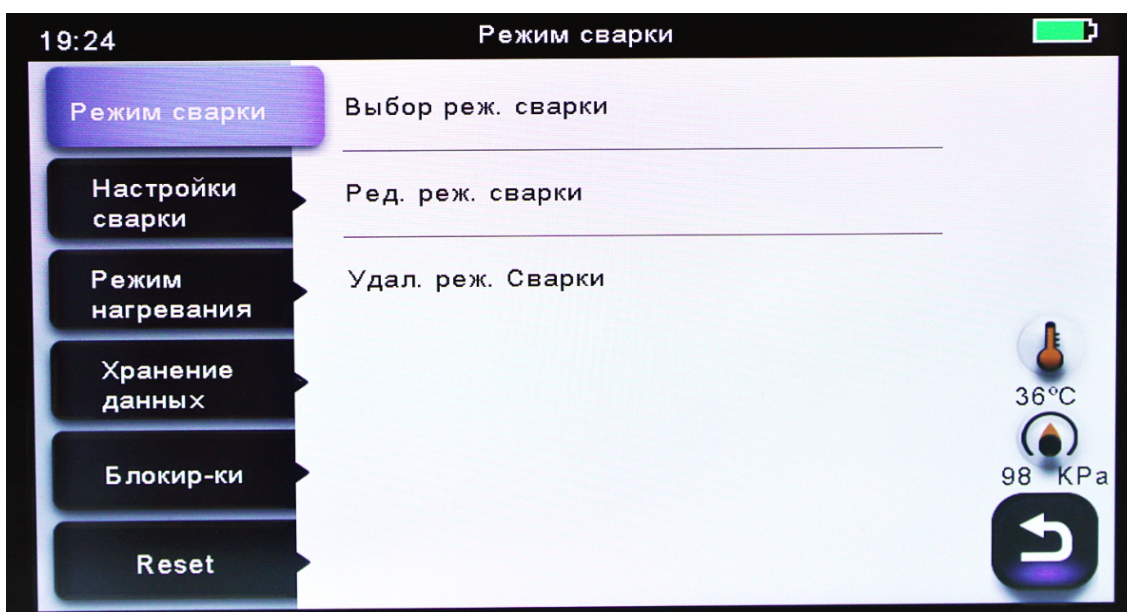 19:24
Режим сварки
Режим сварки
Выбор реж. сварки
Настройки
сварки
Ред. реж. сварки
Режим
нагревания
Удал. реж. Сварки
Хранение
данных
36°C
Блокир-ки
98 KPa
Reset